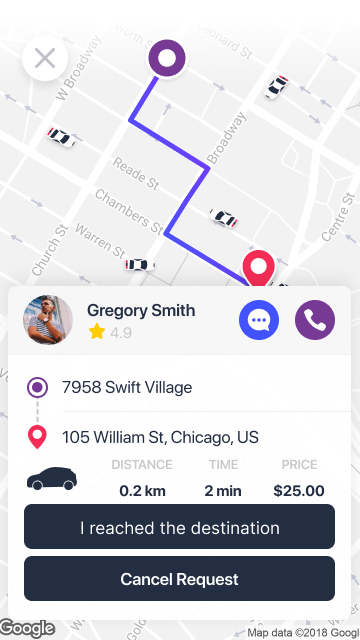 Leonard St
W Broadway
Broadway
Reade St
Chambers St
Centre St
Church St
Warren St
Gregory Smith
4.9
7958 Swift Village
105 William St, Chicago, US
DISTANCE TIME PRICE
0.2 km 2 min $25.00
I reached the destination
Cancel Request
Google
Map data ©2018 Goog